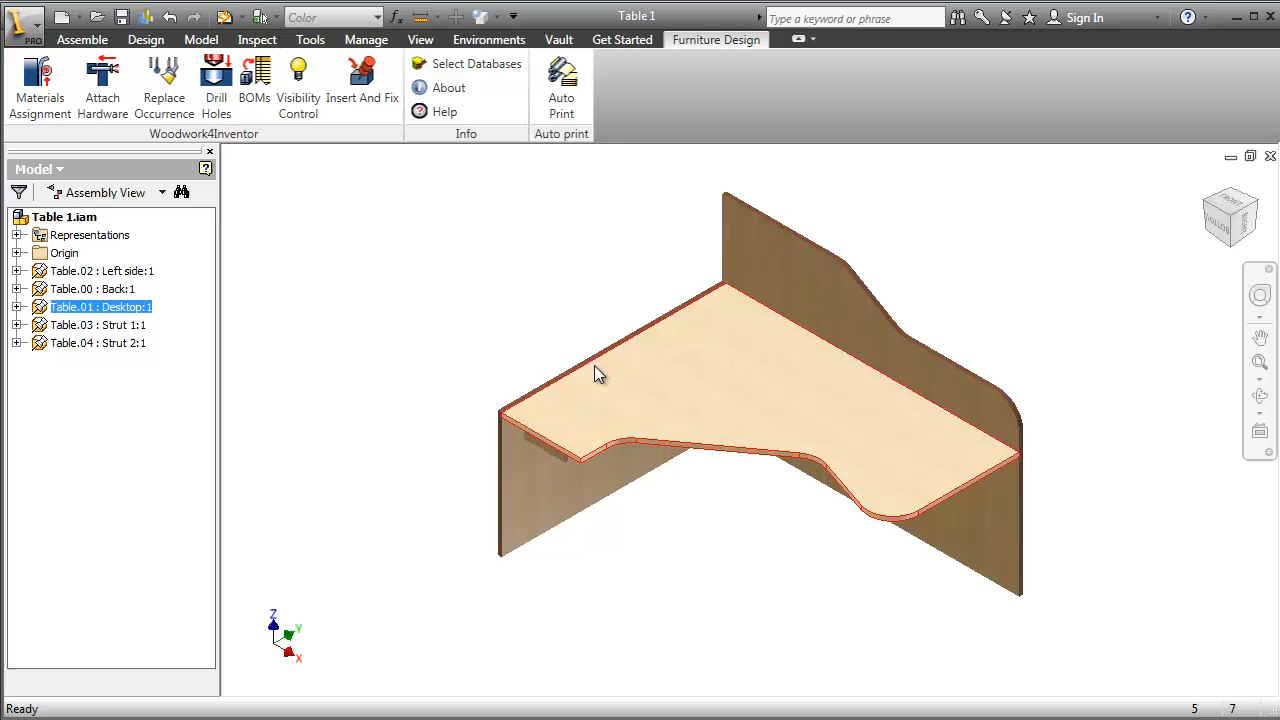 PRO
Color
Table 1
Type a keyword or phrase
Sign In
Assemble
Design
Model
Inspect
Tools
Manage
View
Environments
Vault
Get Started
Furniture Design
Materials
Assignment
Attach
Hardware
Replace
Occurrence
Drill
Holes
BOMs
Visibility
Control
Insert And Fix
Woodwork4Inventor
Select Databases
About
Help
Info
Auto
Print
Auto print
Model
Assembly View
Table 1.iam
Representations
Origin
Table.02 : Left side:1
Table.00 : Back:1
Table.01 : Desktop:1
Table.03 : Strut 1:1
Table.04 : Strut 2:1
FRONT
BOTTOM
Z
Y
X
Ready
5
7